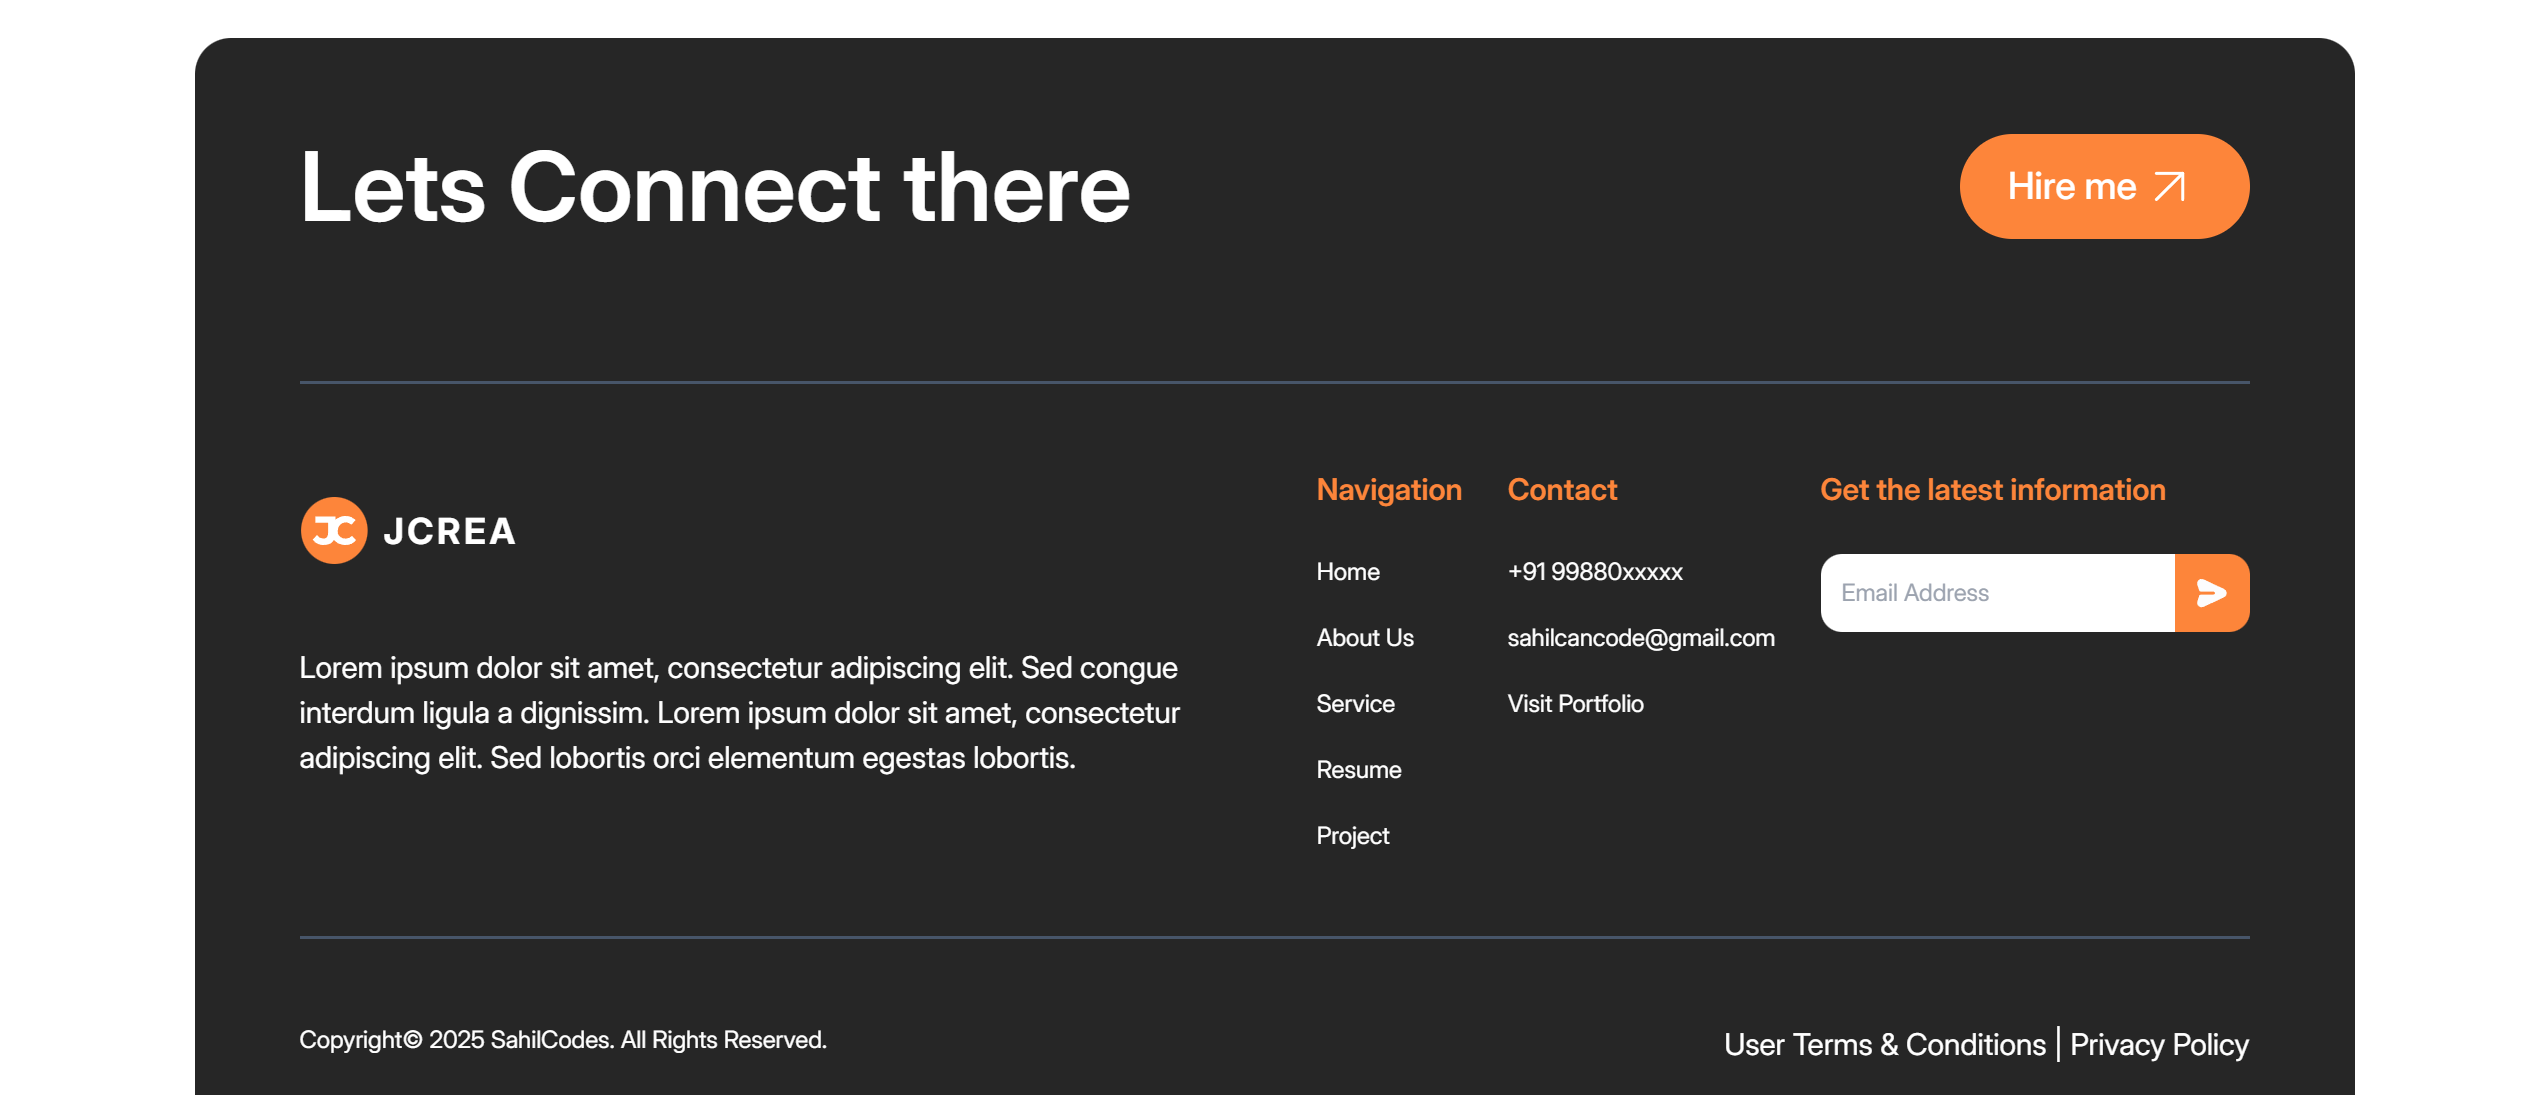 Lets Connect there
Hire me
JC JCREA
Lorem ipsum dolor sit amet, consectetur adipiscing elit. Sed congue
interdum ligula a dignissim. Lorem ipsum dolor sit amet, consectetur
adipiscing elit. Sed lobortis orci elementum egestas lobortis.
Navigation
Home
About Us
Service
Resume
Project
Contact
+91 99880xxxxx
sahilcancode@gmail.com
Visit Portfolio
Get the latest information
Email Address
Copyright© 2025 SahilCodes. All Rights Reserved.
User Terms & Conditions | Privacy Policy